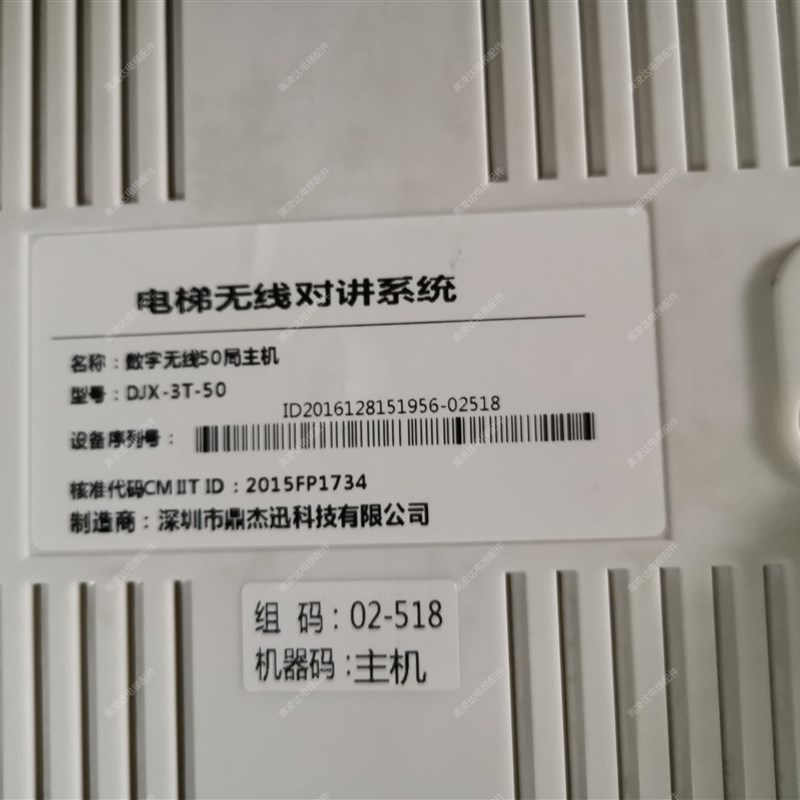 电梯无线对讲系统
名称：数字无线50局主机
型号：DJX-3T-50
ID2016128151956-02518
设备序列号：
核准代码CMIIT ID：2015FP1734
制造商：深圳市鼎杰迅科技有限公司
组 码：02-518
机器码：主机